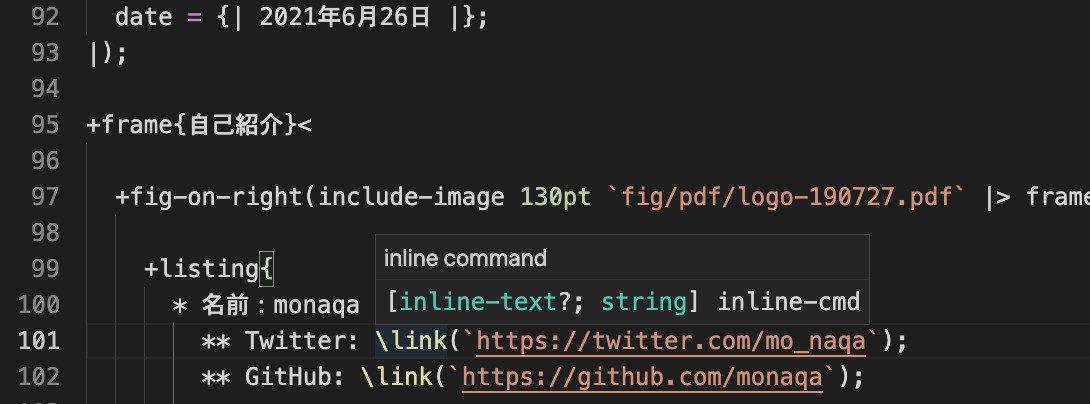 92 date = {| 2021年6月26日 |};
93 |);
94
95 +frame{自己紹介}<
96
97 +fig-on-right(include-image 130pt `fig/pdf/logo-190727.pdf` |> frame
98
inline command
99 +listing{
[inline-text?; string] inline-cmd
100 * 名前：monaqa
101 ** Twitter: \link(`https://twitter.com/mo_naqa`);
102 ** GitHub: \link(`https://github.com/monaqa`);